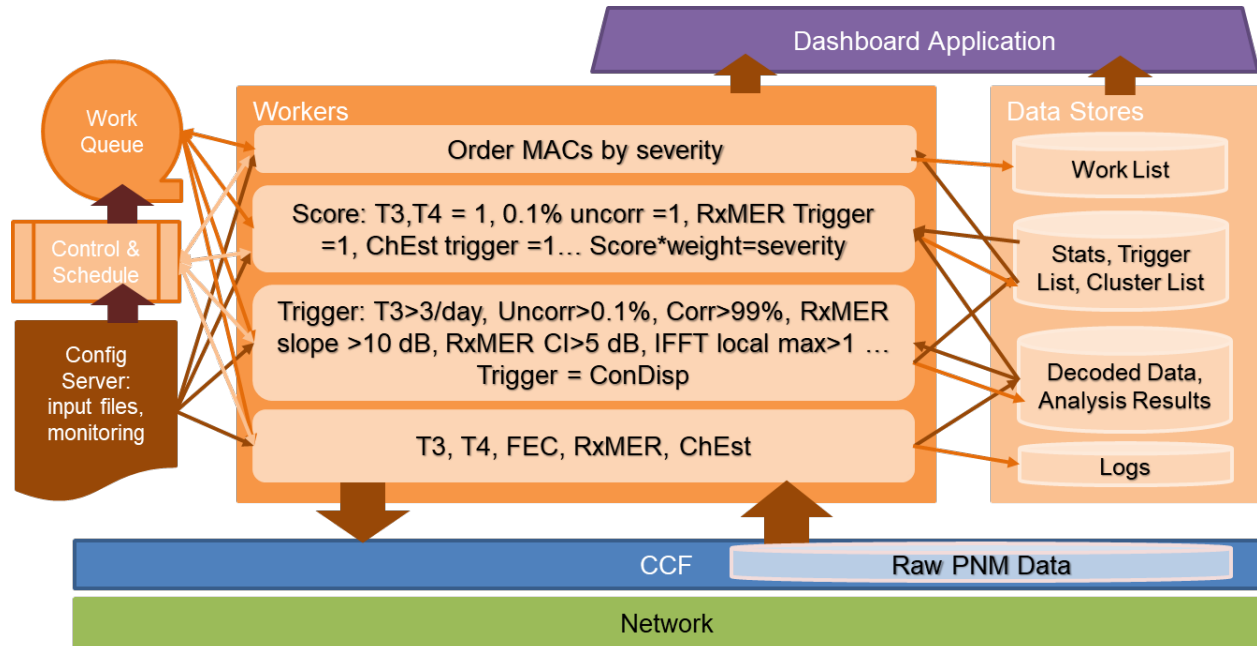 Dashboard Application
Work
Queue
Control &
Schedule
Config
Server:
input files,
monitoring
Workers
Order MACs by severity
Score: T3,T4 = 1, 0.1% uncorr =1, RxMER Trigger
=1, ChEst trigger =1… Score*weight=severity
Trigger: T3>3/day, Uncorr>0.1%, Corr>99%, RxMER
slope >10 dB, RxMER CI>5 dB, IFFT local max>1 …
Trigger = ConDisp
T3, T4, FEC, RxMER, ChEst
Data Stores
Work List
Stats, Trigger
List, Cluster List
Decoded Data,
Analysis Results
Logs
CCF
Raw PNM Data
Network